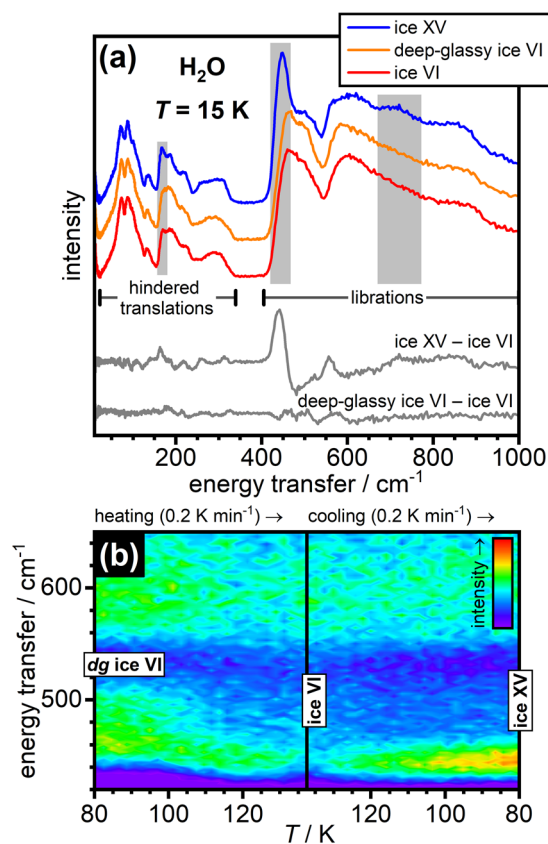 ice XV
deep-glassy ice VI
ice VI
(a)
H₂O
T = 15 K
intensity
hindered
translations
librations
ice XV – ice VI
deep-glassy ice VI – ice VI
200 400 600 800 1000
energy transfer / cm⁻¹
heating (0.2 K min⁻¹) → cooling (0.2 K min⁻¹) →
(b)
intensity →
energy transfer / cm⁻¹
600
500
dg ice VI
ice VI
ice XV
80 100 120 120 100 80
T / K